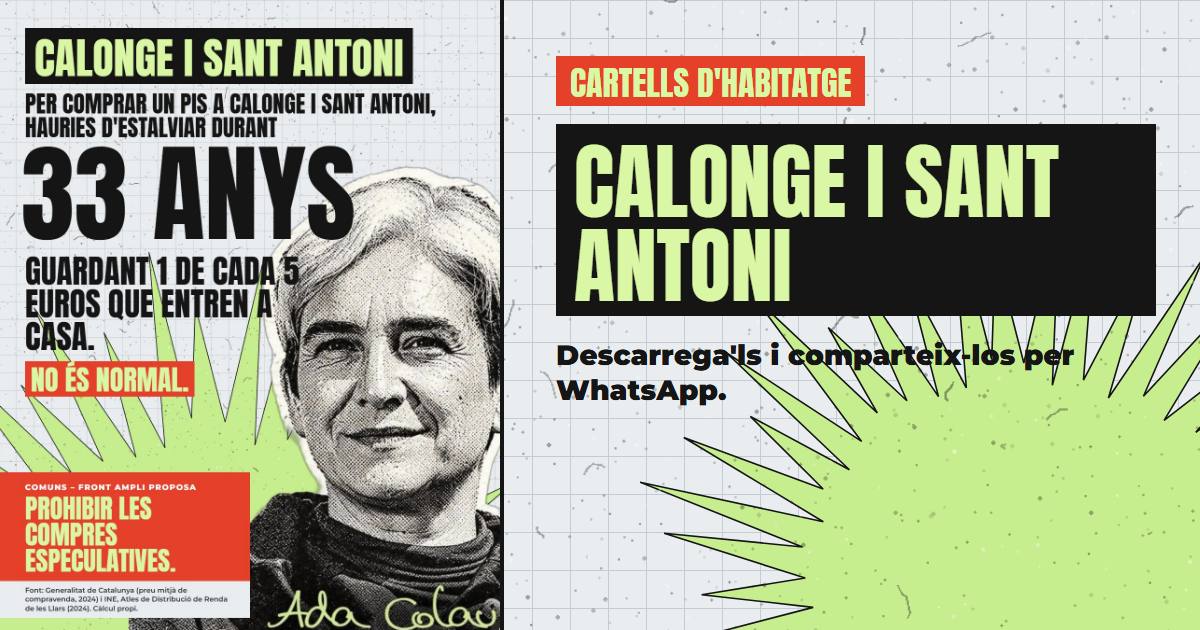 CALONGE I SANT ANTONI
PER COMPRAR UN PIS A CALONGE I SANT ANTONI,
HAURIES D'ESTALVIAR DURANT
33 ANYS
GUARDANT 1 DE CADA 5
EUROS QUE ENTREN A
CASA.
NO ÉS NORMAL.
COMUNS – FRONT AMPLI PROPOSA
PROHIBIR LES
COMPRES
ESPECULATIVES.
Font: Generalitat de Catalunya (preu mitjà de
compravenda, 2024) i INE, Atles de Distribució de Renda
de les Llars (2024). Càlcul propi.
Ada Colau
CARTELLS D'HABITATGE
CALONGE I SANT
ANTONI
Descarrega'ls i comparteix-los per
WhatsApp.